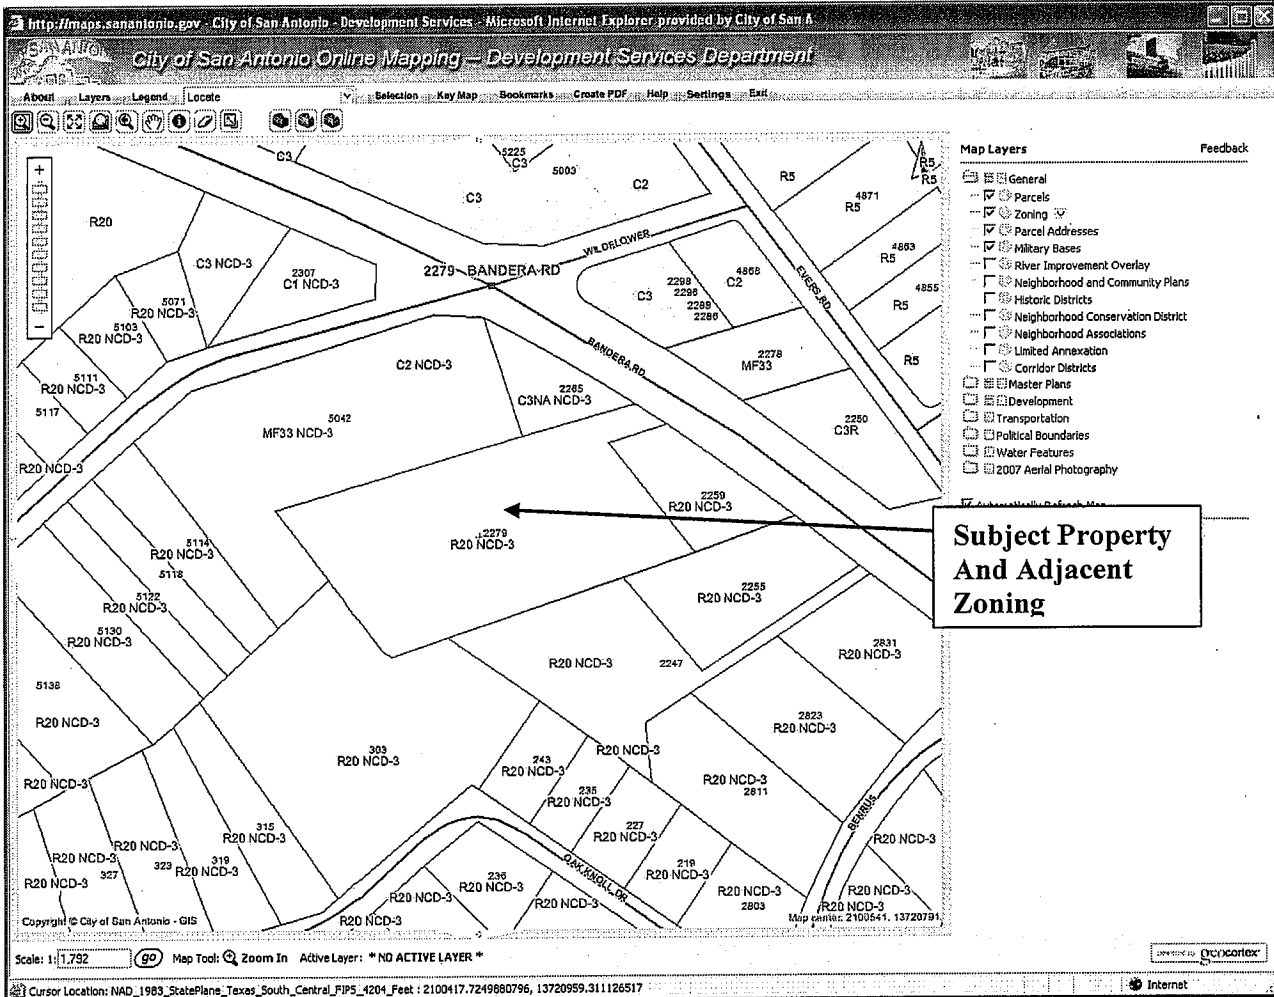 http://maps.sanantonio.gov - City of San Antonio - Development Services - Microsoft Internet Explorer provided by City of San A
SAN ANTONIO
City of San Antonio Online Mapping — Development Services Department
About Layers Legend Locate Selection Key Map Bookmarks Create PDF Help Settings Exit
Map Layers Feedback
General
Parcels
Zoning
Parcel Addresses
Military Bases
River Improvement Overlay
Neighborhood and Community Plans
Historic Districts
Neighborhood Conservation District
Neighborhood Associations
Limited Annexation
Corridor Districts
Master Plans
Development
Transportation
Political Boundaries
Water Features
2007 Aerial Photography
Automatically Refresh Map
Subject Property
And Adjacent
Zoning
C3
5225
C3
5003
C3
C2
R5
R5
R5
4871
R5
4863
R5
4855
R5
R5
R20
C3 NCD-3
2307
C1 NCD-3
2279 BANDERA RD
WILDFLOWER
EVERS RD
BANDERA RD
5071
R20 NCD-3
5103
R20 NCD-3
5111
R20 NCD-3
5117
R20 NCD-3
C3
2298
2296
2289
2286
4868
C2
2278
MF33
2250
C3R
C2 NCD-3
2265
C3NA NCD-3
5042
MF33 NCD-3
2259
R20 NCD-3
2279
R20 NCD-3
5114
R20 NCD-3
5118
5122
R20 NCD-3
5130
R20 NCD-3
5138
R20 NCD-3
2255
R20 NCD-3
R20 NCD-3 2247
2831
R20 NCD-3
2823
R20 NCD-3
R20 NCD-3
R20 NCD-3
2811
303
R20 NCD-3
243
R20 NCD-3
235
R20 NCD-3
227
R20 NCD-3
219
R20 NCD-3
R20 NCD-3
2803
BENRUS
R20 NCD-3
R20 NCD-3
R20 NCD-3
R20 NCD-3
315
R20 NCD-3
319
R20 NCD-3
R20 NCD-3
323
R20 NCD-3
327
R20 NCD-3
236
R20 NCD-3
R20 NCD-3
R20 NCD-3
R20 NCD-3
OAK KNOLL DR
Copyright © City of San Antonio - GIS
Map center: 2100541, 13720791
Scale: 1: 1,792 go Map Tool: Zoom In Active Layer: * NO ACTIVE LAYER *
powered by geocortex
Cursor Location: NAD_1983_StatePlane_Texas_South_Central_FIPS_4204_Feet : 2100417.7249880796, 13720959.311126517
Internet